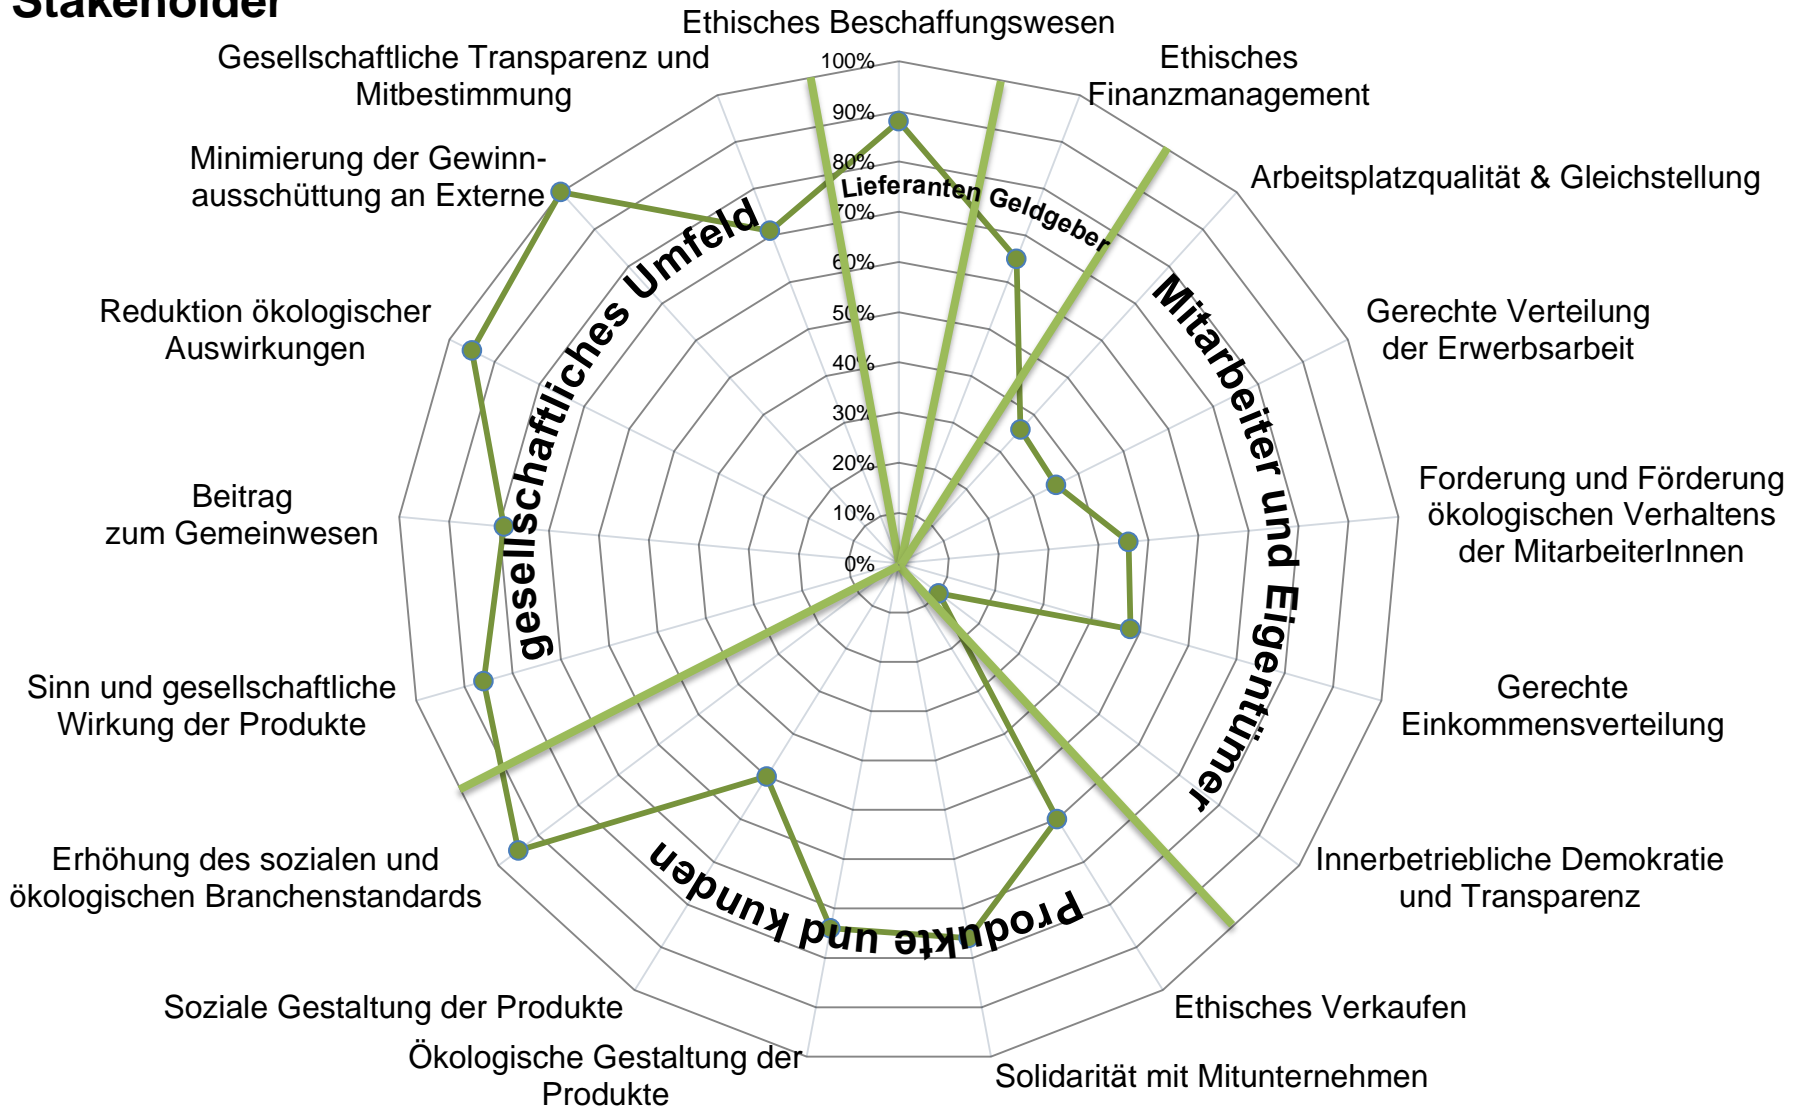 Stakeholder
Ethisches Beschaffungswesen
Ethisches
Finanzmanagement
Arbeitsplatzqualität & Gleichstellung
Gerechte Verteilung
der Erwerbsarbeit
Forderung und Förderung
ökologischen Verhaltens
der MitarbeiterInnen
Gerechte
Einkommensverteilung
Innerbetriebliche Demokratie
und Transparenz
Ethisches Verkaufen
Solidarität mit Mitunternehmen
Ökologische Gestaltung der
Produkte
Soziale Gestaltung der Produkte
Erhöhung des sozialen und
ökologischen Branchenstandards
Sinn und gesellschaftliche
Wirkung der Produkte
Beitrag
zum Gemeinwesen
Reduktion ökologischer
Auswirkungen
Minimierung der Gewinn-
ausschüttung an Externe
Gesellschaftliche Transparenz und
Mitbestimmung
100%
90%
80%
70%
60%
50%
40%
30%
20%
10%
0%
Lieferanten
Geldgeber
Mitarbeiter und Eigentümer
Produkte und Kunden
gesellschaftliches Umfeld